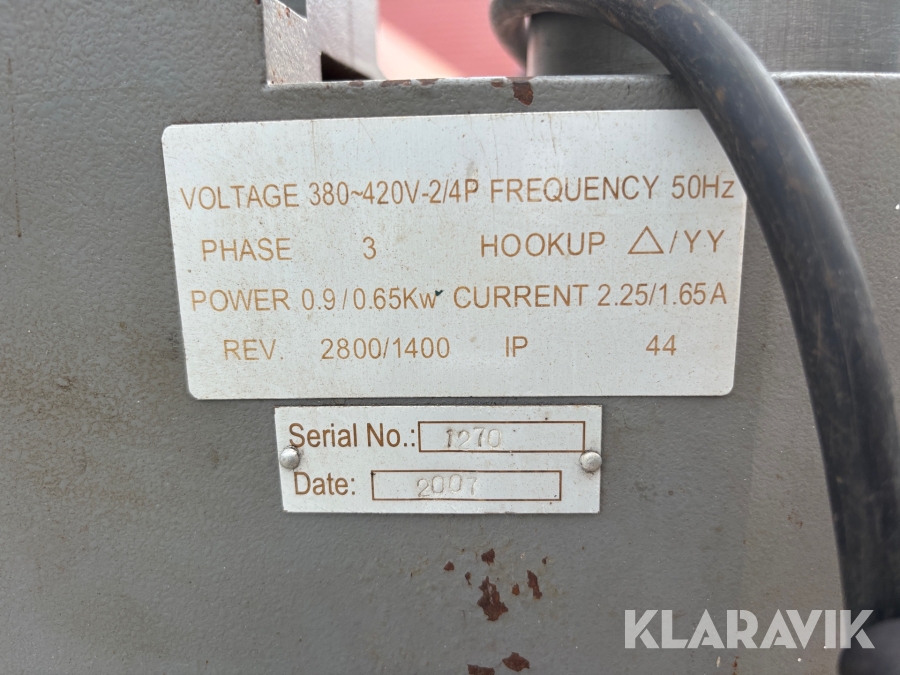 VOLTAGE 380~420V-2/4P FREQUENCY 50Hz
PHASE 3 HOOKUP △/YY
POWER 0.9/0.65Kw CURRENT 2.25/1.65A
REV 2800/1400 IP 44
Serial No.: 1270
Date: 2007
KLARAVIK